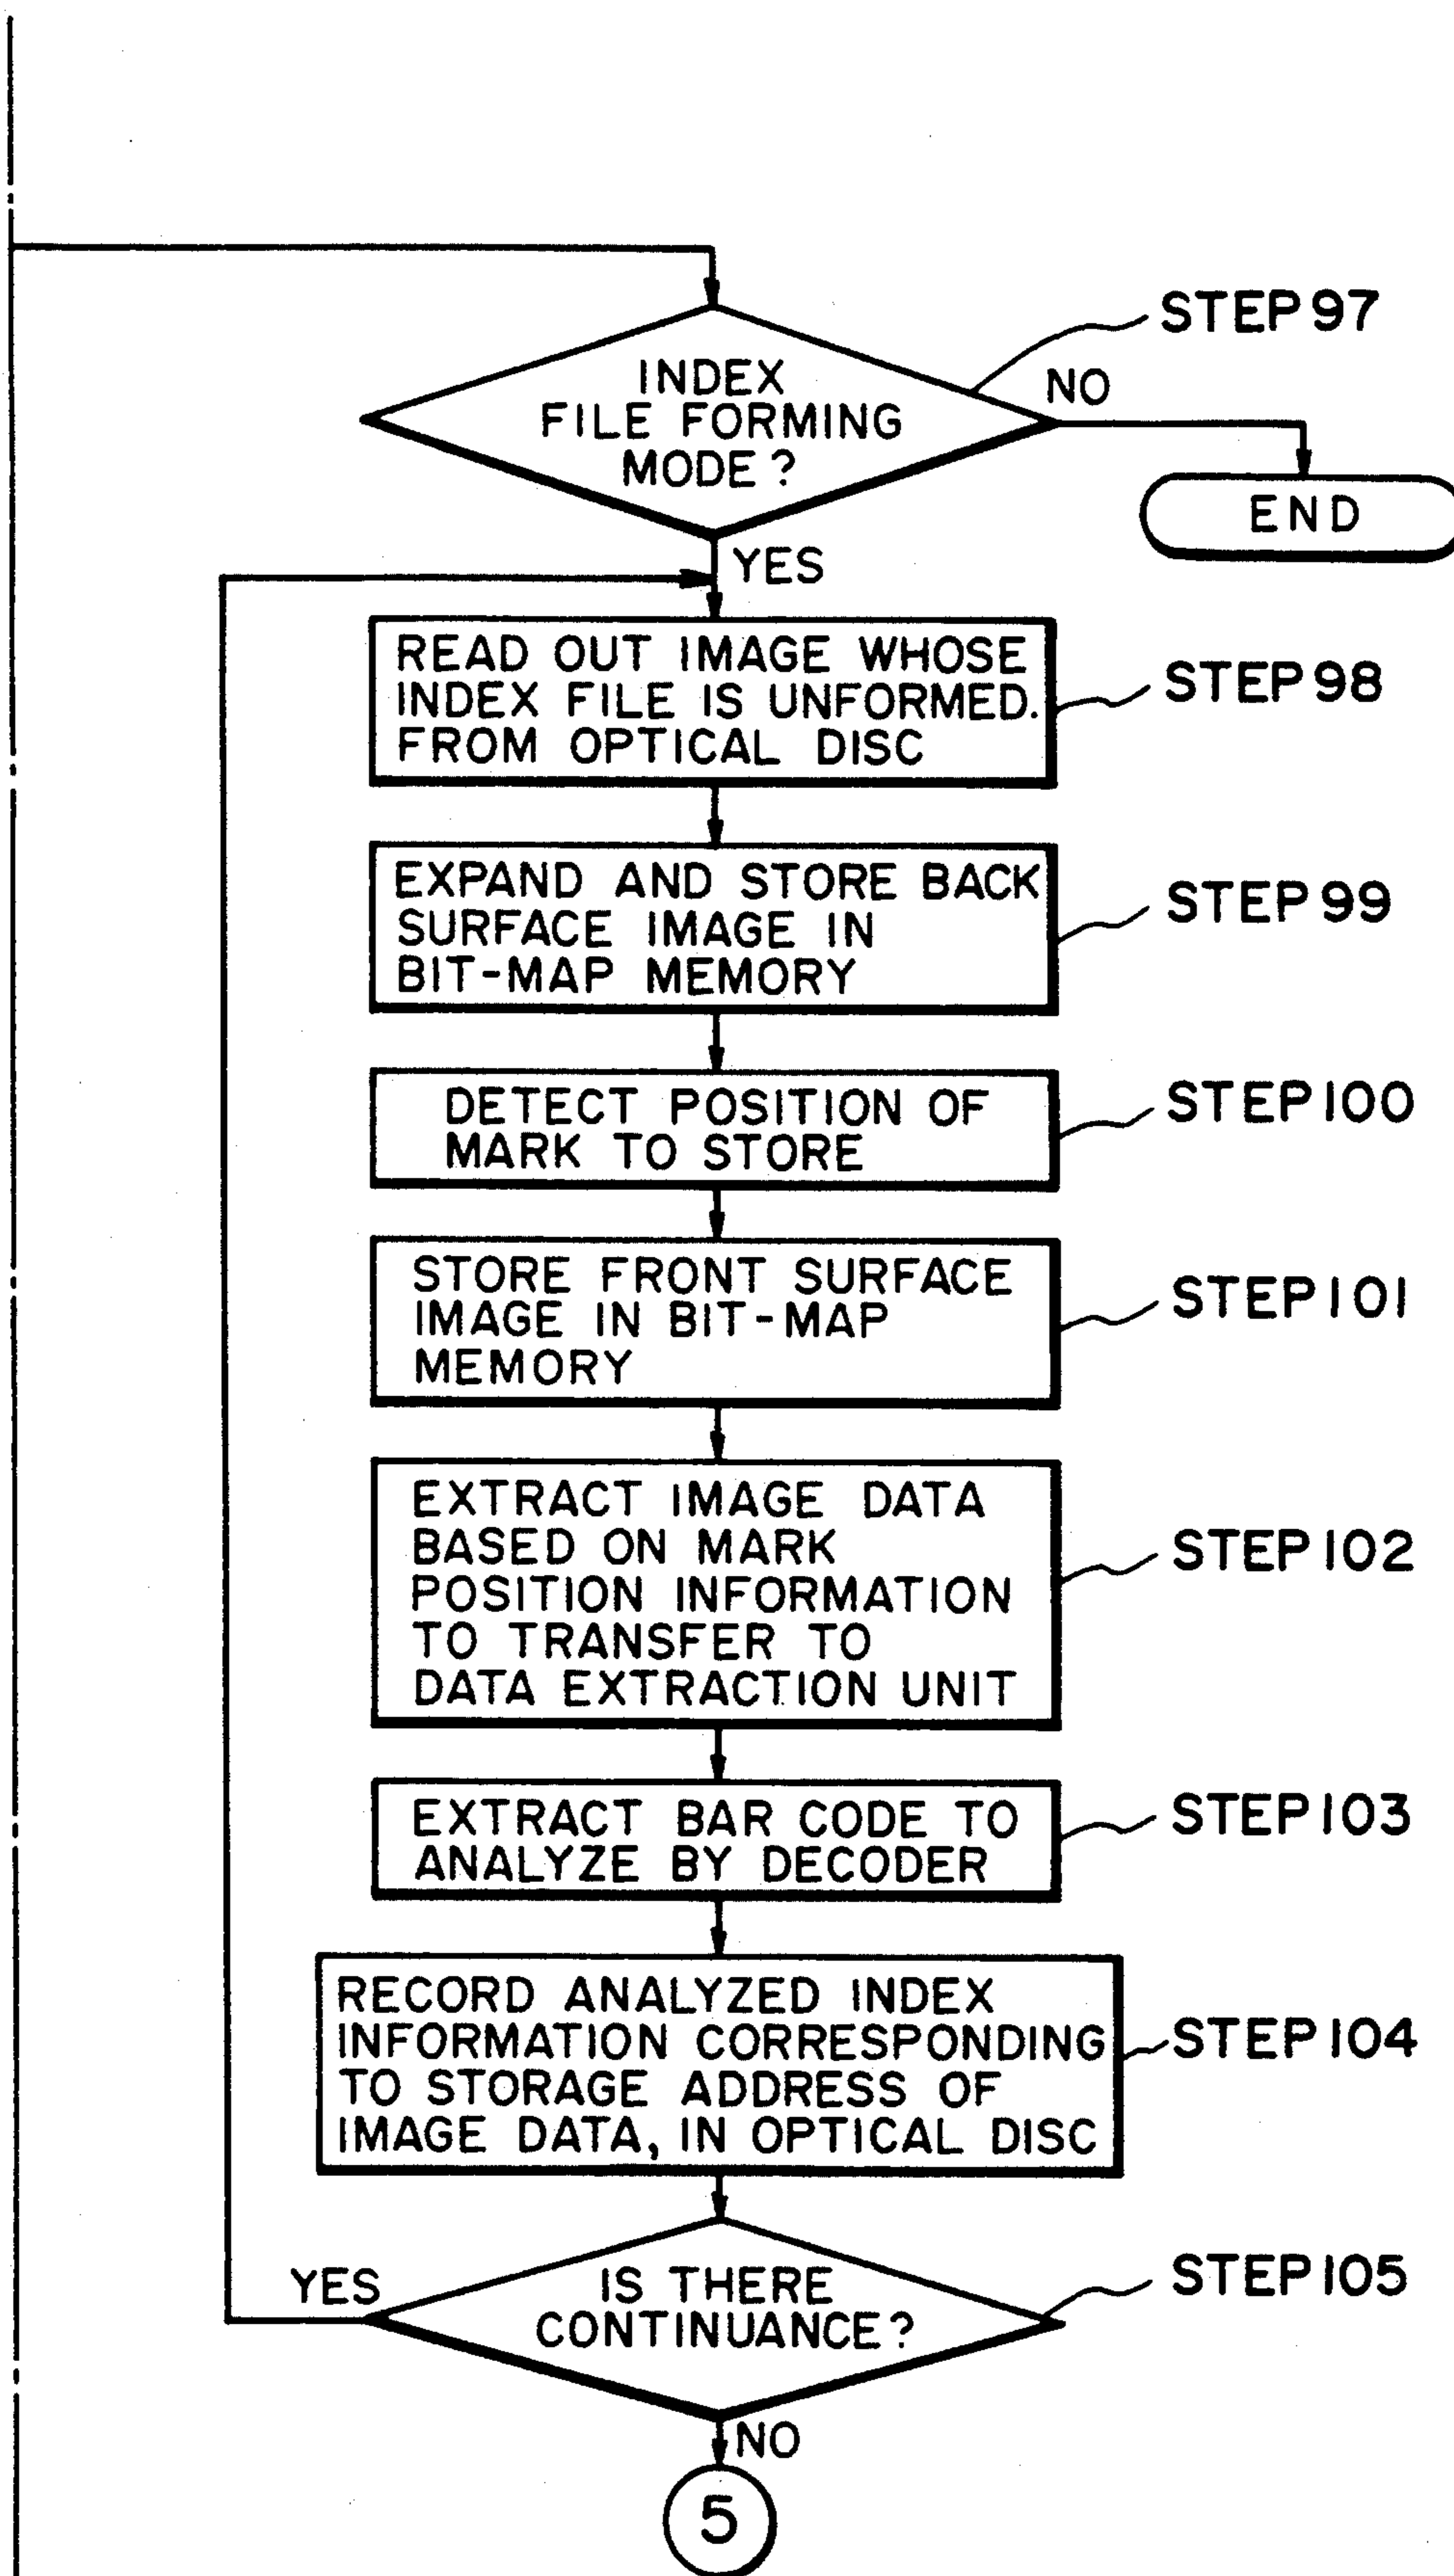 STEP 97
INDEX
FILE FORMING
MODE?
NO
END
YES
READ OUT IMAGE WHOSE
INDEX FILE IS UNFORMED.
FROM OPTICAL DISC
STEP 98
EXPAND AND STORE BACK
SURFACE IMAGE IN
BIT-MAP MEMORY
STEP 99
DETECT POSITION OF
MARK TO STORE
STEP 100
STORE FRONT SURFACE
IMAGE IN BIT-MAP
MEMORY
STEP 101
EXTRACT IMAGE DATA
BASED ON MARK
POSITION INFORMATION
TO TRANSFER TO
DATA EXTRACTION UNIT
STEP 102
EXTRACT BAR CODE TO
ANALYZE BY DECODER
STEP 103
RECORD ANALYZED INDEX
INFORMATION CORRESPONDING
TO STORAGE ADDRESS OF
IMAGE DATA, IN OPTICAL DISC
STEP 104
YES
IS THERE
CONTINUANCE?
STEP 105
NO
5